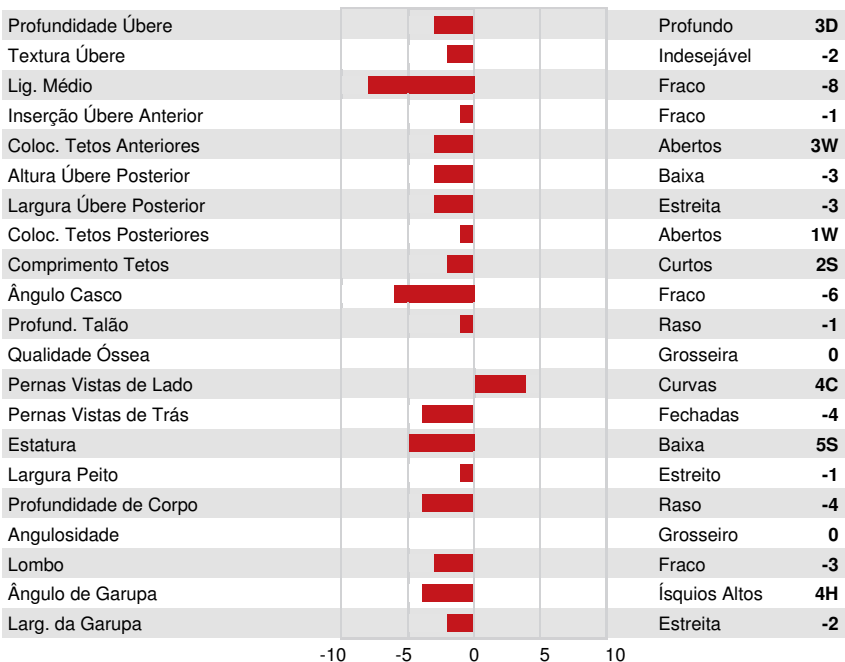 Profundidade Úbere Profundo 3D
Textura Úbere Indesejável -2
Lig. Médio Fraco -8
Inserção Úbere Anterior Fraco -1
Coloc. Tetos Anteriores Abertos 3W
Altura Úbere Posterior Baixa -3
Largura Úbere Posterior Estreita -3
Coloc. Tetos Posteriores Abertos 1W
Comprimento Tetos Curtos 2S
Ângulo Casco Fraco -6
Profund. Talão Raso -1
Qualidade Óssea Grosseira 0
Pernas Vistas de Lado Curvas 4C
Pernas Vistas de Trás Fechadas -4
Estatura Baixa 5S
Largura Peito Estreito -1
Profundidade de Corpo Raso -4
Angulosidade Grosseiro 0
Lombo Fraco -3
Ângulo de Garupa Ísquios Altos 4H
Larg. da Garupa Estreita -2
-10 -5 0 5 10